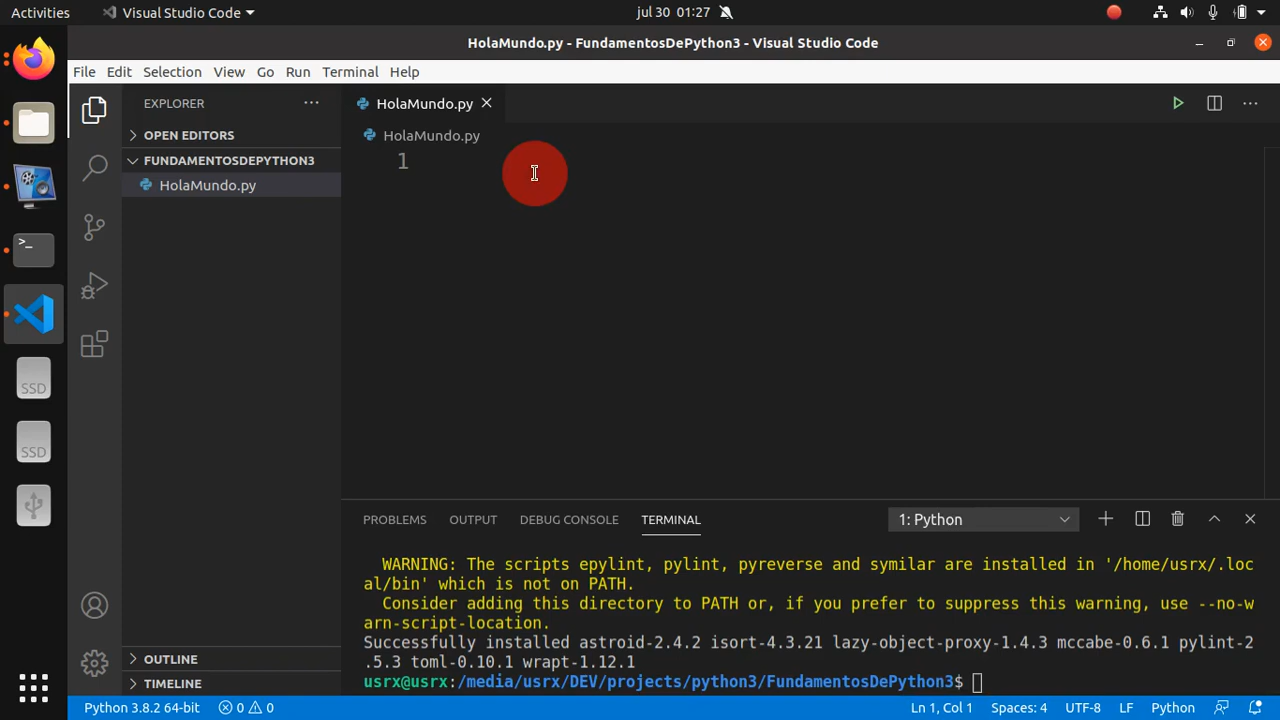 Activities
Visual Studio Code
jul 30 01:27
HolaMundo.py - FundamentosDePython3 - Visual Studio Code
File Edit Selection View Go Run Terminal Help
EXPLORER
OPEN EDITORS
FUNDAMENTOSDEPYTHON3
HolaMundo.py
HolaMundo.py
HolaMundo.py
1
>_
SSD
SSD
PROBLEMS OUTPUT DEBUG CONSOLE TERMINAL
1: Python
WARNING: The scripts epylint, pylint, pyreverse and symilar are installed in '/home/usrx/.loc
al/bin' which is not on PATH.
Consider adding this directory to PATH or, if you prefer to suppress this warning, use --no-w
arn-script-location.
Successfully installed astroid-2.4.2 isort-4.3.21 lazy-object-proxy-1.4.3 mccabe-0.6.1 pylint-2
.5.3 toml-0.10.1 wrapt-1.12.1
usrx@usrx:/media/usrx/DEV/projects/python3/FundamentosDePython3$
OUTLINE
TIMELINE
Python 3.8.2 64-bit 0 0 Ln 1, Col 1 Spaces: 4 UTF-8 LF Python